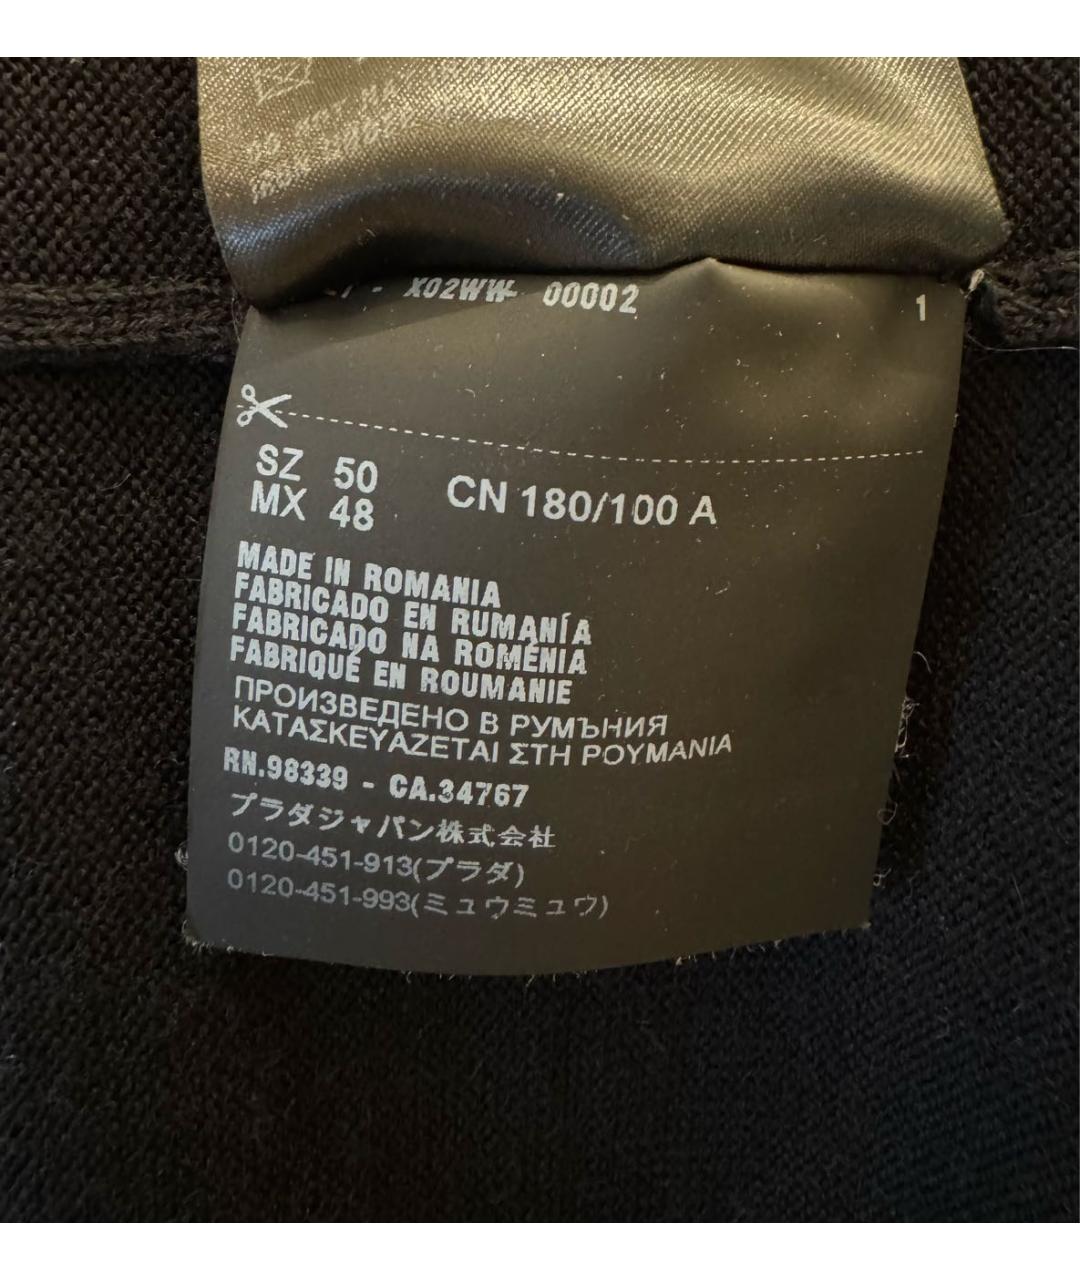 X02WW 00002 1
SZ 50
MX 48
CN 180/100 A
MADE IN ROMANIA
FABRICADO EN RUMANÍA
FABRICADO NA ROMÉNIA
FABRIQUÉ EN ROUMANIE
ПРОИЗВЕДЕНО В РУМЪНИЯ
ΚΑΤΑΣΚΕΥΑΖΕΤΑΙ ΣΤΗ ΡΟΥΜΑΝΙΑ
RN.98339 - CA.34767
プラダジャパン株式会社
0120-451-913(プラダ)
0120-451-993(ミュウミュウ)